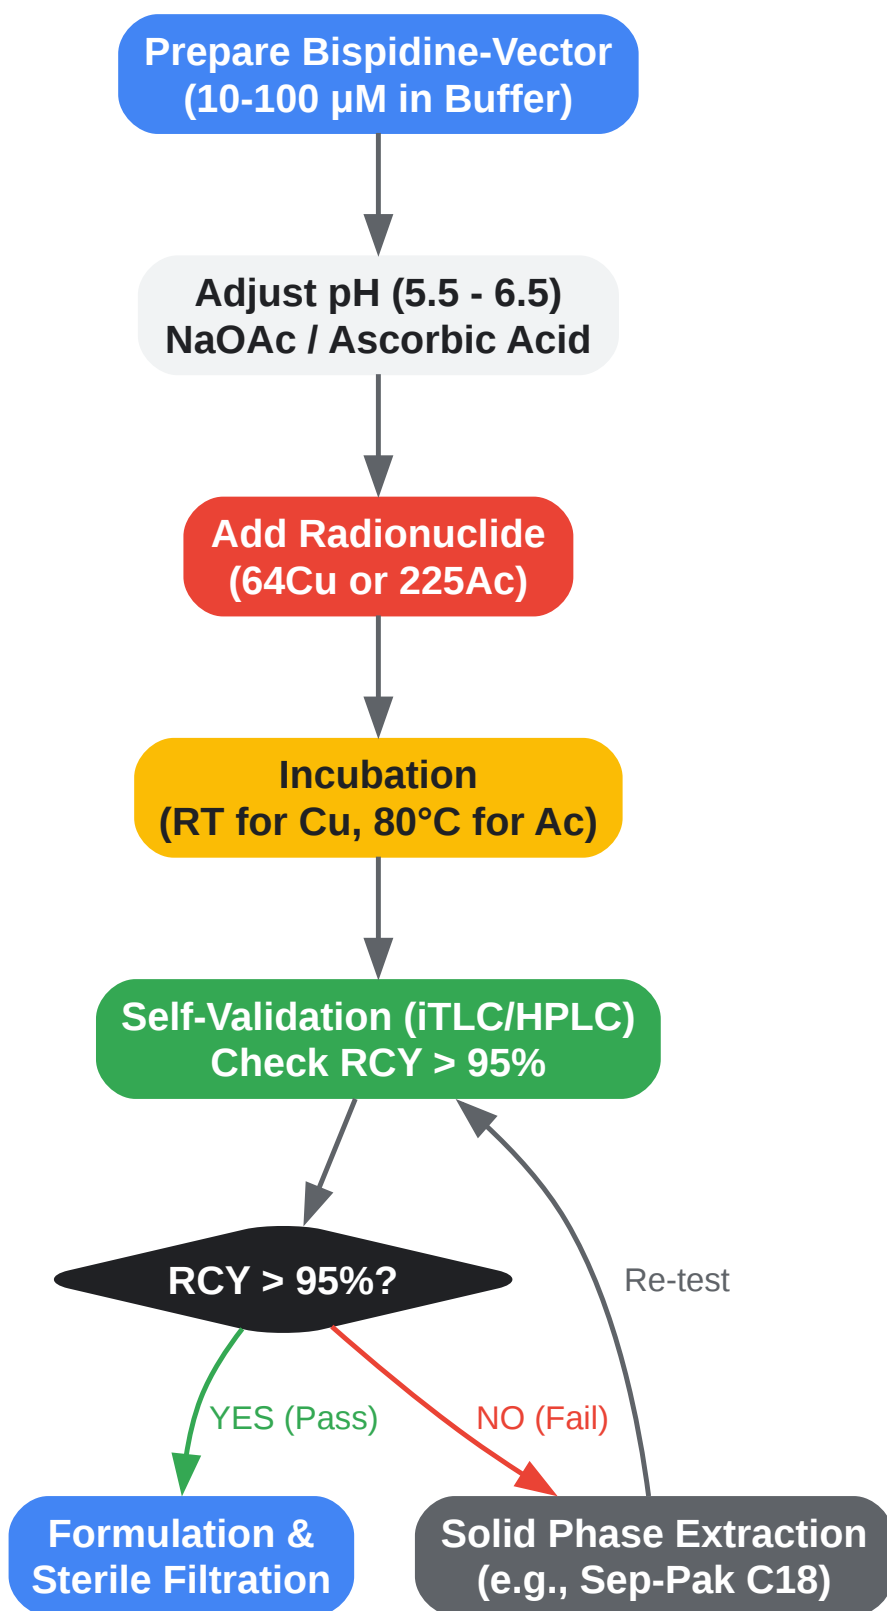 Prepare Bispidine-Vector
(10-100 µM in Buffer)
Adjust pH (5.5 - 6.5)
NaOAc / Ascorbic Acid
Add Radionuclide
(64Cu or 225Ac)
Incubation
(RT for Cu, 80°C for Ac)
Self-Validation (iTLC/HPLC)
Check RCY > 95%
RCY > 95%?
Re-test
YES (Pass)
NO (Fail)
Formulation &
Sterile Filtration
Solid Phase Extraction
(e.g., Sep-Pak C18)